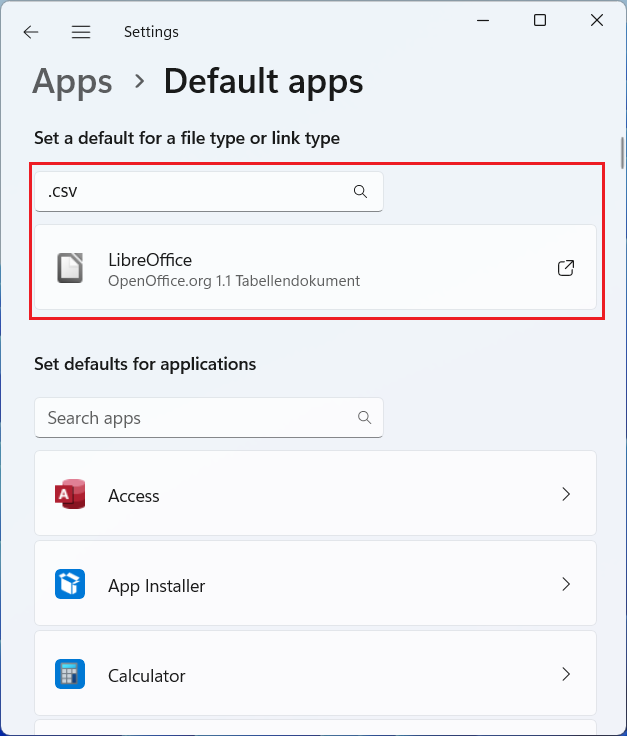 Settings
Apps > Default apps
Set a default for a file type or link type
.csv
LibreOffice
OpenOffice.org 1.1 Tabellendokument
Set defaults for applications
Search apps
A Access
App Installer
Calculator